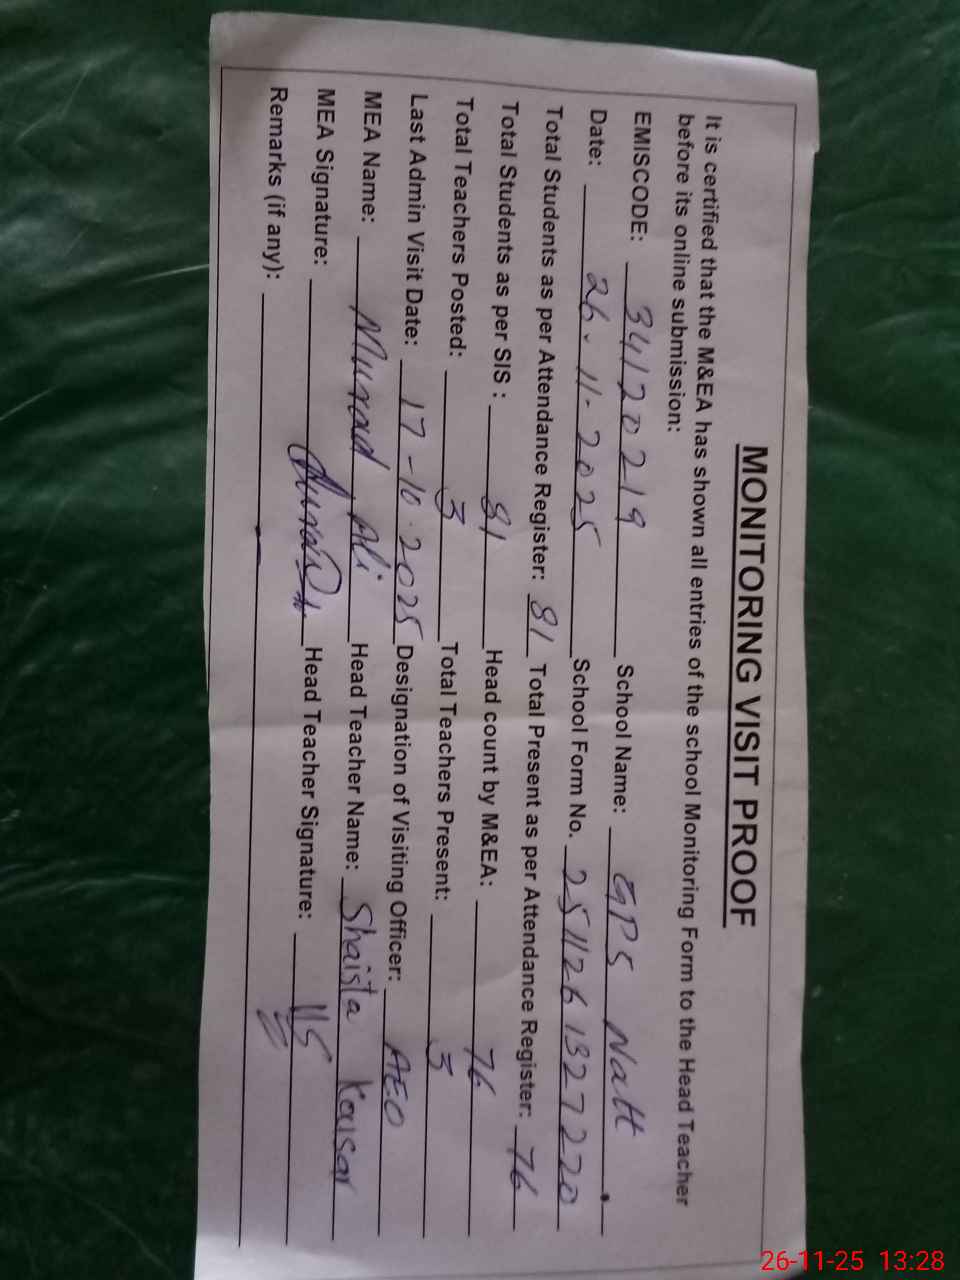 MONITORING VISIT PROOF
It is certified that the M&EA has shown all entries of the school Monitoring Form to the Head Teacher
before its online submission:
EMISCODE: 34120219 School Name: GPS Natt
Date: 26-11-2025 School Form No. 2511261327220
Total Students as per Attendance Register: 81 Total Present as per Attendance Register: 76
Total Students as per SIS : 81 Head count by M&EA: 76
Total Teachers Posted: 3 Total Teachers Present: 3
Last Admin Visit Date: 17-10-2025 Designation of Visiting Officer: AEO
MEA Name: Murad Ali Head Teacher Name: Shaista Kousar
MEA Signature: Head Teacher Signature:
Remarks (if any): -
26-11-25 13:28